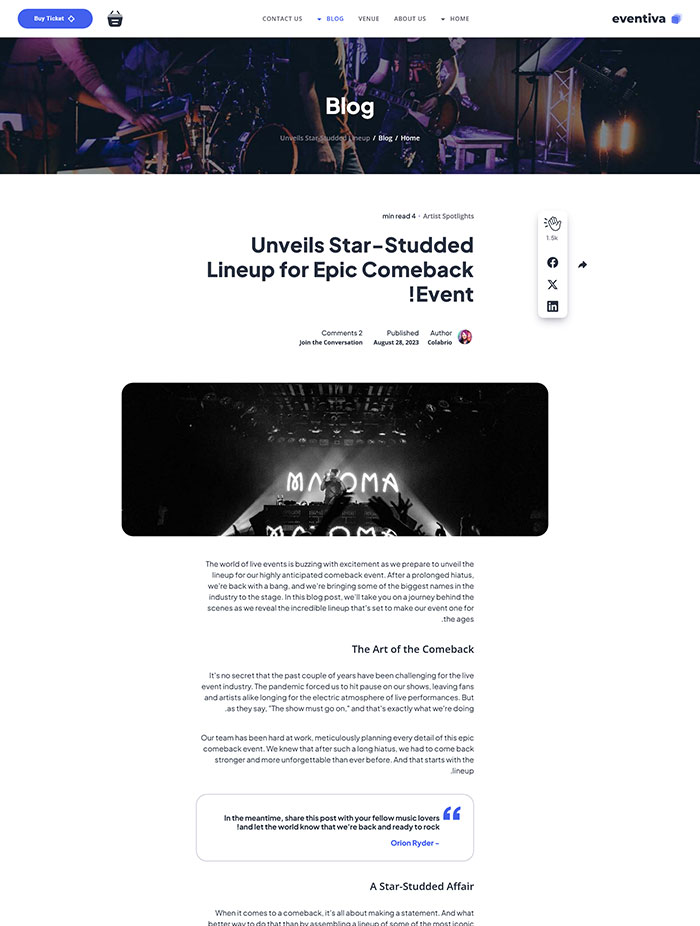 Buy Ticket
CONTACT US BLOG VENUE ABOUT US HOME
eventiva
Blog
Unveils Star-Studded Lineup / Blog / Home
min read 4 · Artist Spotlights
Unveils Star-Studded
Lineup for Epic Comeback
!Event
1.5k
Comments 2 Published Author
Join the Conversation August 28, 2023 Colabrio
MATOMA
The world of live events is buzzing with excitement as we prepare to unveil the
lineup for our highly anticipated comeback event. After a prolonged hiatus,
we're back with a bang, and we're bringing some of the biggest names in the
industry to the stage. In this blog post, we'll take you on a journey behind the
scenes as we reveal the incredible lineup that's set to make our event one for
.the ages
The Art of the Comeback
It's no secret that the past couple of years have been challenging for the live
event industry. The pandemic forced us to hit pause on our shows, leaving fans
and artists alike longing for the electric atmosphere of live performances. But
.as they say, "The show must go on," and that's exactly what we're doing
Our team has been hard at work, meticulously planning every detail of this epic
comeback event. We knew that after such a long hiatus, we had to come back
stronger and more unforgettable than ever before. And that starts with the
.lineup
In the meantime, share this post with your fellow music lovers
!and let the world know that we're back and ready to rock
Orion Ryder –
A Star-Studded Affair
When it comes to a comeback, it's all about making a statement. And what
better way to do that than by assembling a lineup of some of the most iconic